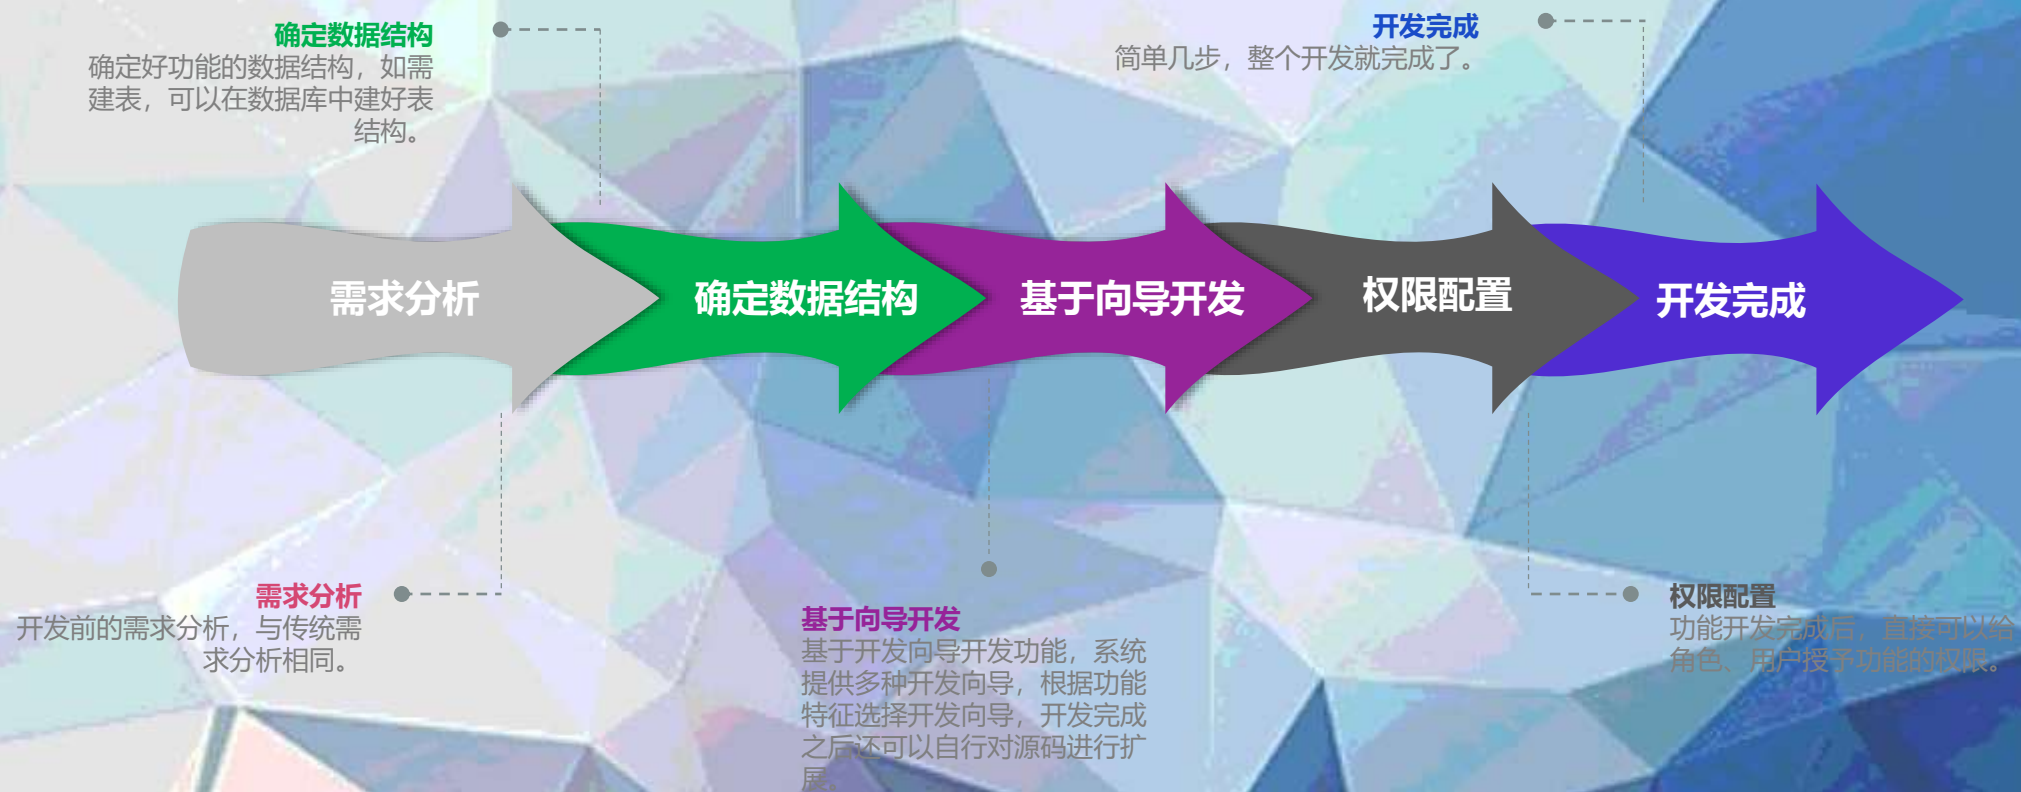 确定数据结构
确定好功能的数据结构，如需
建表，可以在数据库中建好表
结构。
开发完成
简单几步，整个开发就完成了。
需求分析
确定数据结构
基于向导开发
权限配置
开发完成
需求分析
开发前的需求分析，与传统需
求分析相同。
基于向导开发
基于开发向导开发功能，系统
提供多种开发向导，根据功能
特征选择开发向导，开发完成
之后还可以自行对源码进行扩
展。
权限配置
功能开发完成后，直接可以给
角色、用户授予功能的权限。